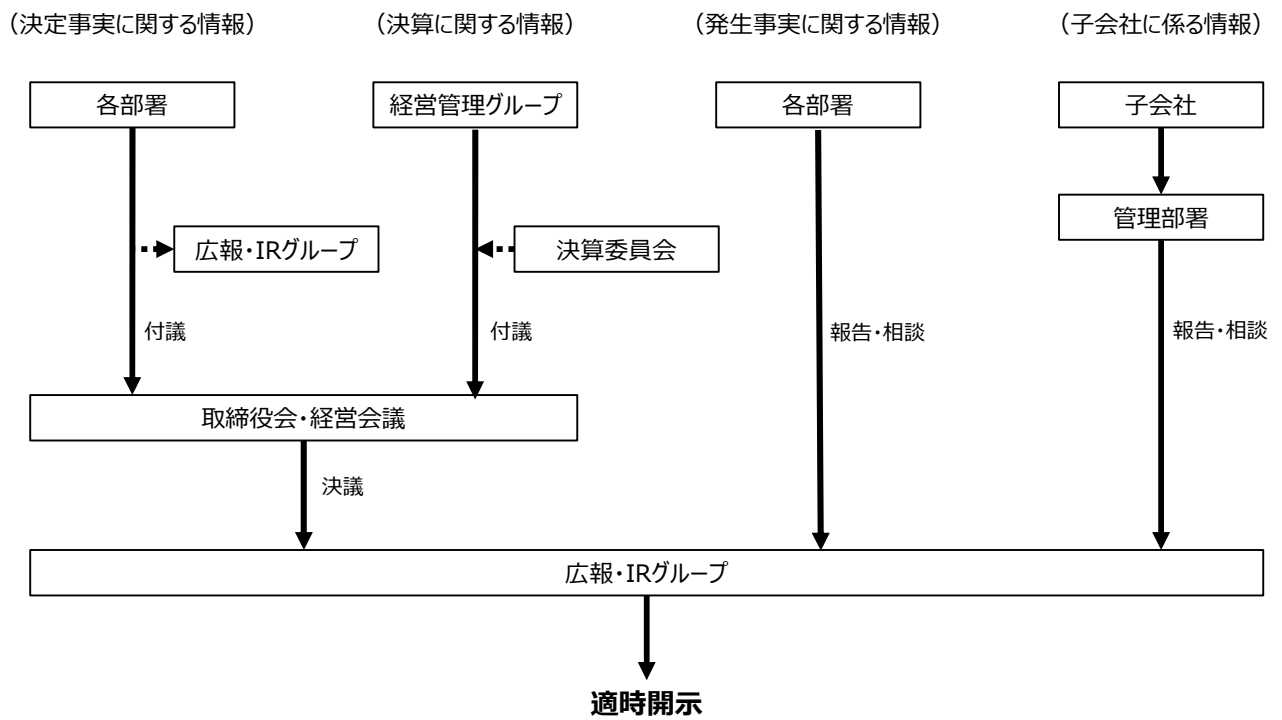 （決定事実に関する情報）
（決算に関する情報）
（発生事実に関する情報）
（子会社に係る情報）
各部署
経営管理グループ
各部署
子会社
管理部署
広報・IRグループ
決算委員会
付議
付議
報告・相談
報告・相談
取締役会・経営会議
決議
広報・IRグループ
適時開示